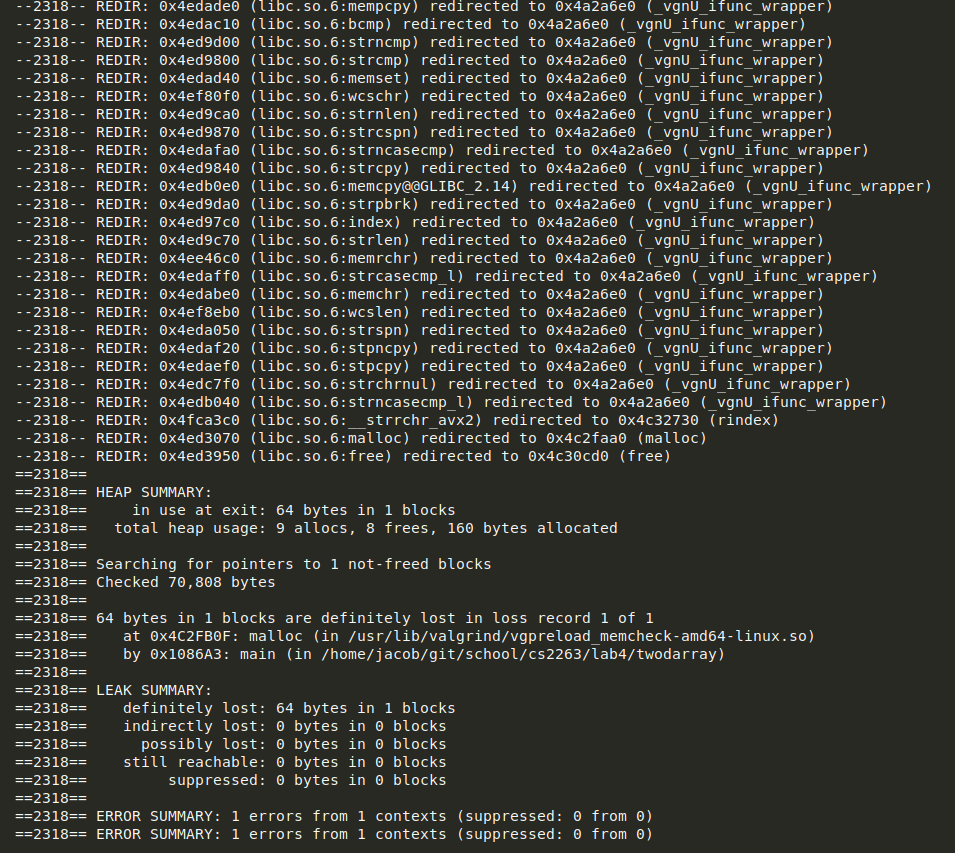 --2318-- REDIR: 0x4edade0 (libc.so.6:mempcpy) redirected to 0x4a2a6e0 (_vgnU_ifunc_wrapper)
--2318-- REDIR: 0x4edac10 (libc.so.6:bcmp) redirected to 0x4a2a6e0 (_vgnU_ifunc_wrapper)
--2318-- REDIR: 0x4ed9d00 (libc.so.6:strncmp) redirected to 0x4a2a6e0 (_vgnU_ifunc_wrapper)
--2318-- REDIR: 0x4ed9800 (libc.so.6:strcmp) redirected to 0x4a2a6e0 (_vgnU_ifunc_wrapper)
--2318-- REDIR: 0x4edad40 (libc.so.6:memset) redirected to 0x4a2a6e0 (_vgnU_ifunc_wrapper)
--2318-- REDIR: 0x4ef80f0 (libc.so.6:wcschr) redirected to 0x4a2a6e0 (_vgnU_ifunc_wrapper)
--2318-- REDIR: 0x4ed9ca0 (libc.so.6:strnlen) redirected to 0x4a2a6e0 (_vgnU_ifunc_wrapper)
--2318-- REDIR: 0x4ed9870 (libc.so.6:strcspn) redirected to 0x4a2a6e0 (_vgnU_ifunc_wrapper)
--2318-- REDIR: 0x4edafa0 (libc.so.6:strncasecmp) redirected to 0x4a2a6e0 (_vgnU_ifunc_wrapper)
--2318-- REDIR: 0x4ed9840 (libc.so.6:strcpy) redirected to 0x4a2a6e0 (_vgnU_ifunc_wrapper)
--2318-- REDIR: 0x4edb0e0 (libc.so.6:memcpy@@GLIBC_2.14) redirected to 0x4a2a6e0 (_vgnU_ifunc_wrapper)
--2318-- REDIR: 0x4ed9da0 (libc.so.6:strpbrk) redirected to 0x4a2a6e0 (_vgnU_ifunc_wrapper)
--2318-- REDIR: 0x4ed97c0 (libc.so.6:index) redirected to 0x4a2a6e0 (_vgnU_ifunc_wrapper)
--2318-- REDIR: 0x4ed9c70 (libc.so.6:strlen) redirected to 0x4a2a6e0 (_vgnU_ifunc_wrapper)
--2318-- REDIR: 0x4ee46c0 (libc.so.6:memrchr) redirected to 0x4a2a6e0 (_vgnU_ifunc_wrapper)
--2318-- REDIR: 0x4edaff0 (libc.so.6:strcasecmp_l) redirected to 0x4a2a6e0 (_vgnU_ifunc_wrapper)
--2318-- REDIR: 0x4edabe0 (libc.so.6:memchr) redirected to 0x4a2a6e0 (_vgnU_ifunc_wrapper)
--2318-- REDIR: 0x4ef8eb0 (libc.so.6:wcslen) redirected to 0x4a2a6e0 (_vgnU_ifunc_wrapper)
--2318-- REDIR: 0x4eda050 (libc.so.6:strspn) redirected to 0x4a2a6e0 (_vgnU_ifunc_wrapper)
--2318-- REDIR: 0x4edaf20 (libc.so.6:stpncpy) redirected to 0x4a2a6e0 (_vgnU_ifunc_wrapper)
--2318-- REDIR: 0x4edaef0 (libc.so.6:stpcpy) redirected to 0x4a2a6e0 (_vgnU_ifunc_wrapper)
--2318-- REDIR: 0x4edc7f0 (libc.so.6:strchrnul) redirected to 0x4a2a6e0 (_vgnU_ifunc_wrapper)
--2318-- REDIR: 0x4edb040 (libc.so.6:strncasecmp_l) redirected to 0x4a2a6e0 (_vgnU_ifunc_wrapper)
--2318-- REDIR: 0x4fca3c0 (libc.so.6:__strrchr_avx2) redirected to 0x4c32730 (rindex)
--2318-- REDIR: 0x4ed3070 (libc.so.6:malloc) redirected to 0x4c2faa0 (malloc)
--2318-- REDIR: 0x4ed3950 (libc.so.6:free) redirected to 0x4c30cd0 (free)
==2318==
==2318== HEAP SUMMARY:
==2318==     in use at exit: 64 bytes in 1 blocks
==2318==   total heap usage: 9 allocs, 8 frees, 160 bytes allocated
==2318==
==2318== Searching for pointers to 1 not-freed blocks
==2318== Checked 70,808 bytes
==2318==
==2318== 64 bytes in 1 blocks are definitely lost in loss record 1 of 1
==2318==    at 0x4C2FB0F: malloc (in /usr/lib/valgrind/vgpreload_memcheck-amd64-linux.so)
==2318==    by 0x1086A3: main (in /home/jacob/git/school/cs2263/lab4/twodarray)
==2318==
==2318== LEAK SUMMARY:
==2318==    definitely lost: 64 bytes in 1 blocks
==2318==    indirectly lost: 0 bytes in 0 blocks
==2318==      possibly lost: 0 bytes in 0 blocks
==2318==    still reachable: 0 bytes in 0 blocks
==2318==         suppressed: 0 bytes in 0 blocks
==2318==
==2318== ERROR SUMMARY: 1 errors from 1 contexts (suppressed: 0 from 0)
==2318== ERROR SUMMARY: 1 errors from 1 contexts (suppressed: 0 from 0)